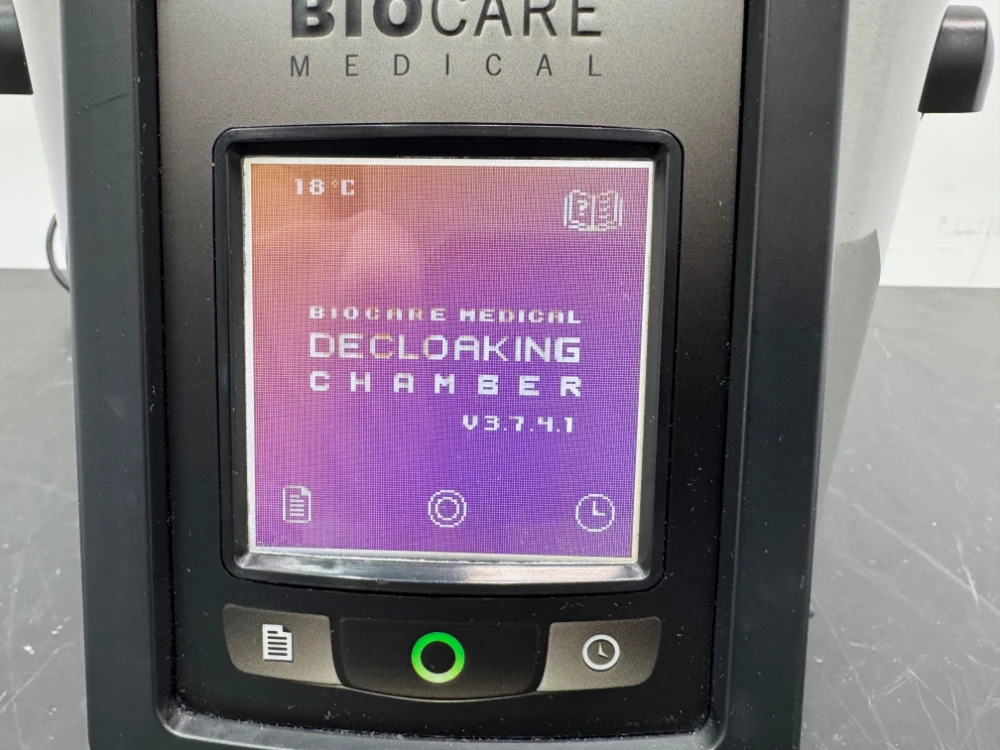 BIOCARE
MEDICAL
18°C
?
BIOCARE MEDICAL
DECLOAKING
CHAMBER
V3.7.4.1